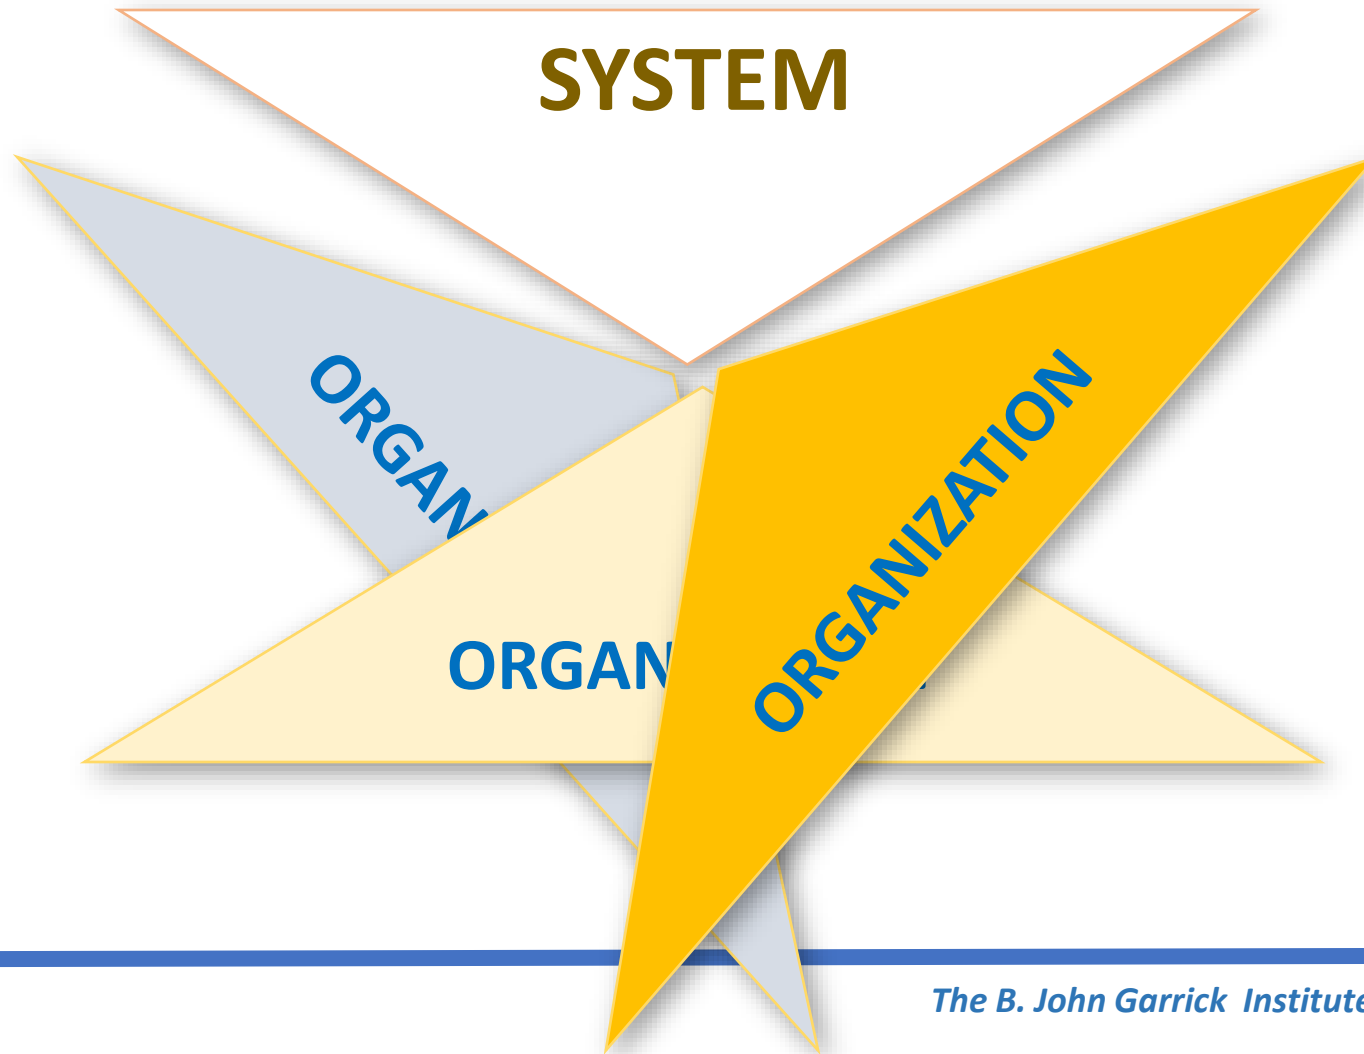 SYSTEM
ORGAN
ORGANIZATION
ORGAN
The B. John Garrick Institute